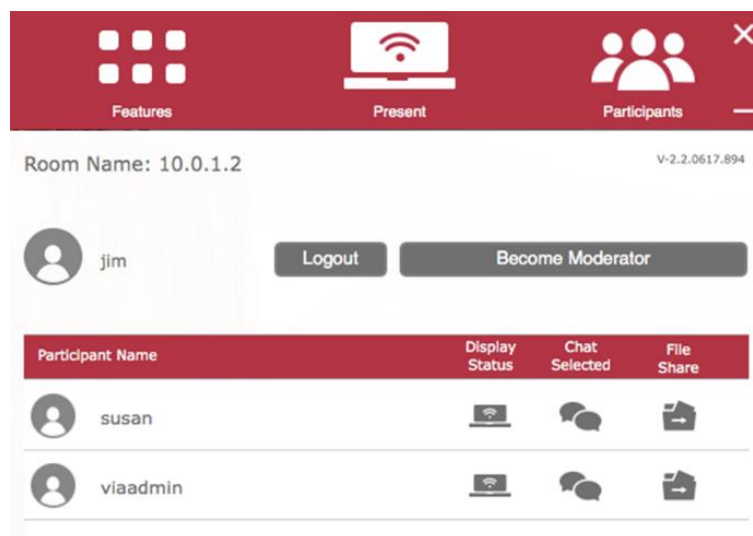 Features Present Participants
Room Name: 10.0.1.2 V-2.2.0617.894
jim Logout Become Moderator
Participant Name Display Status Chat Selected File Share
susan
viaadmin